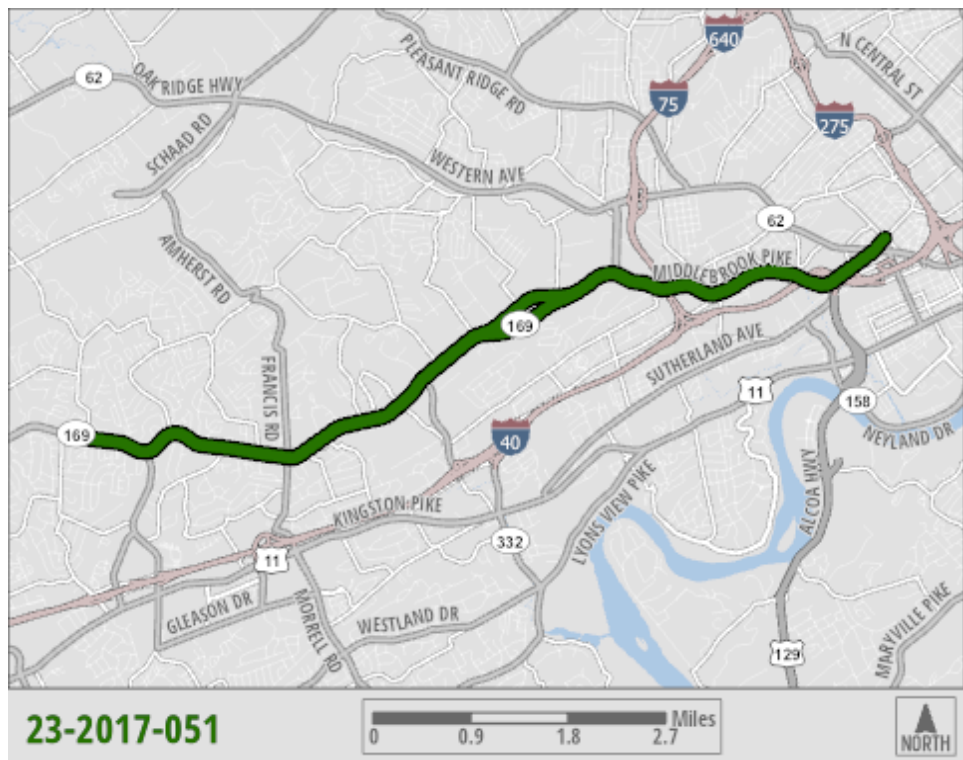 640
N CENTRAL ST
PLEASANT RIDGE RD
62
OAK RIDGE HWY
75
275
SCHAAD RD
WESTERN AVE
62
AMHERST RD
MIDDLEBROOK PIKE
169
SUTHERLAND AVE
FRANCIS RD
11
158
169
40
NEYLAND DR
KINGSTON PIKE
LYONS VIEW PIKE
ALCOA HWY
332
11
GLEASON DR
MORRELL RD
WESTLAND DR
MARYVILLE PIKE
129
23-2017-051
Miles
0 0.9 1.8 2.7
NORTH